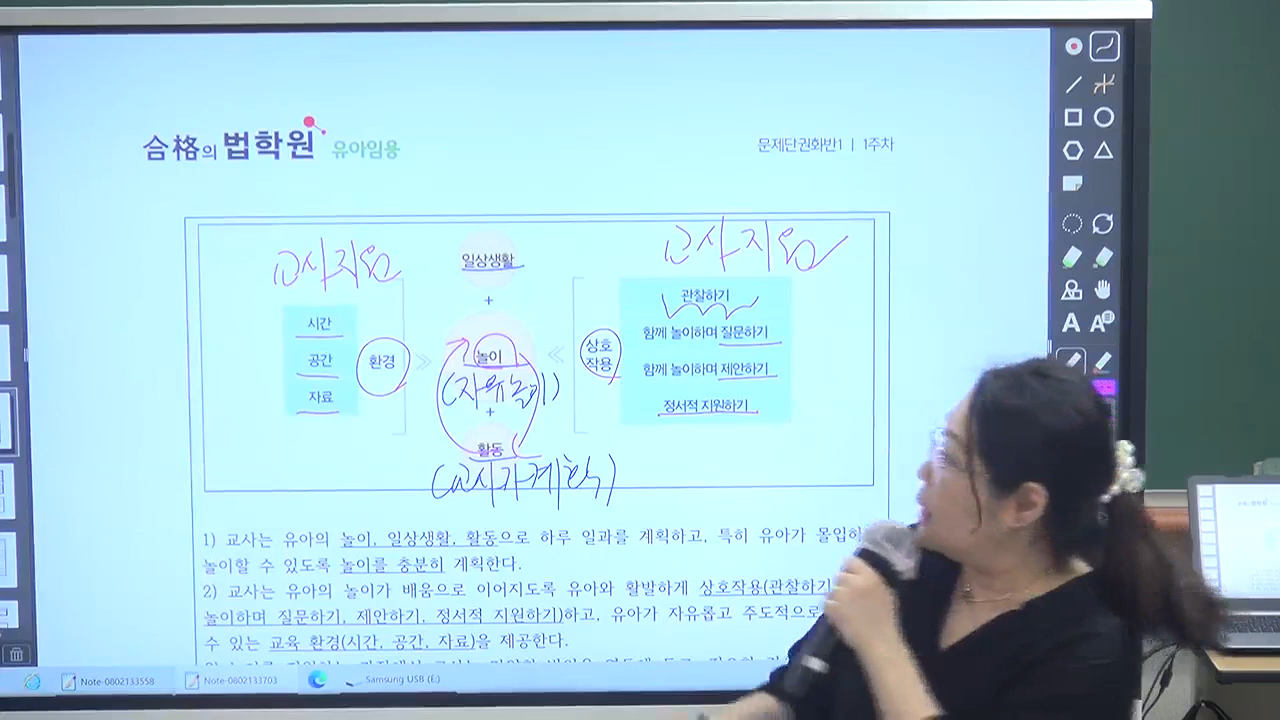 合格의 법학원 유아임용
문제단권화반1 | 1주차
교사지원
교사지원
일상생활
+
시간
공간
자료
환경
놀이
(자유놀이)
+
활동
(교사가계획)
상호
작용
관찰하기
함께 놀이하며 질문하기
함께 놀이하며 제안하기
정서적 지원하기
1) 교사는 유아의 놀이, 일상생활, 활동으로 하루 일과를 계획하고, 특히 유아가 몰입하
놀이할 수 있도록 놀이를 충분히 계획한다.
2) 교사는 유아의 놀이가 배움으로 이어지도록 유아와 활발하게 상호작용(관찰하기
놀이하며 질문하기, 제안하기, 정서적 지원하기)하고, 유아가 자유롭고 주도적으로
수 있는 교육 환경(시간, 공간, 자료)을 제공한다.
Note-0802133558
Note-0802133703
Samsung USB (E:)